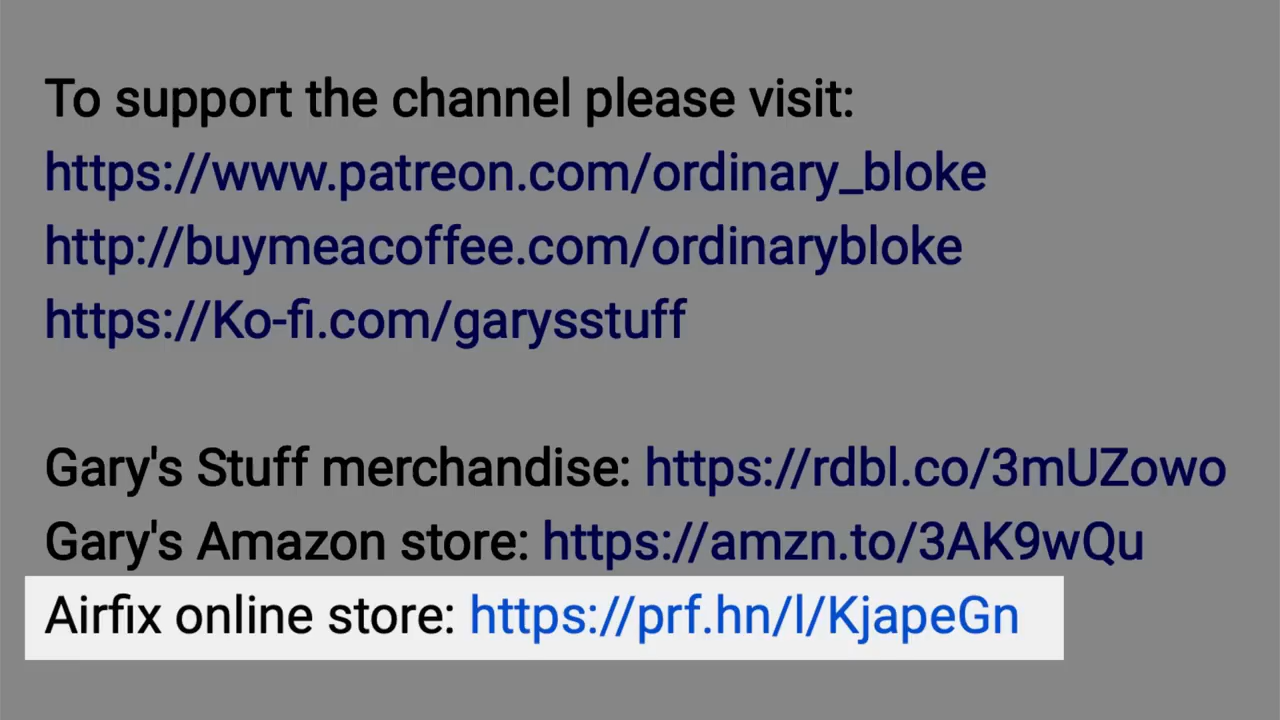 To support the channel please visit:
https://www.patreon.com/ordinary_bloke
http://buymeacoffee.com/ordinarybloke
https://Ko-fi.com/garysstuff
Gary's Stuff merchandise: https://rdbl.co/3mUZowo
Gary's Amazon store: https://amzn.to/3AK9wQu
Airfix online store: https://prf.hn/l/KjapeGn